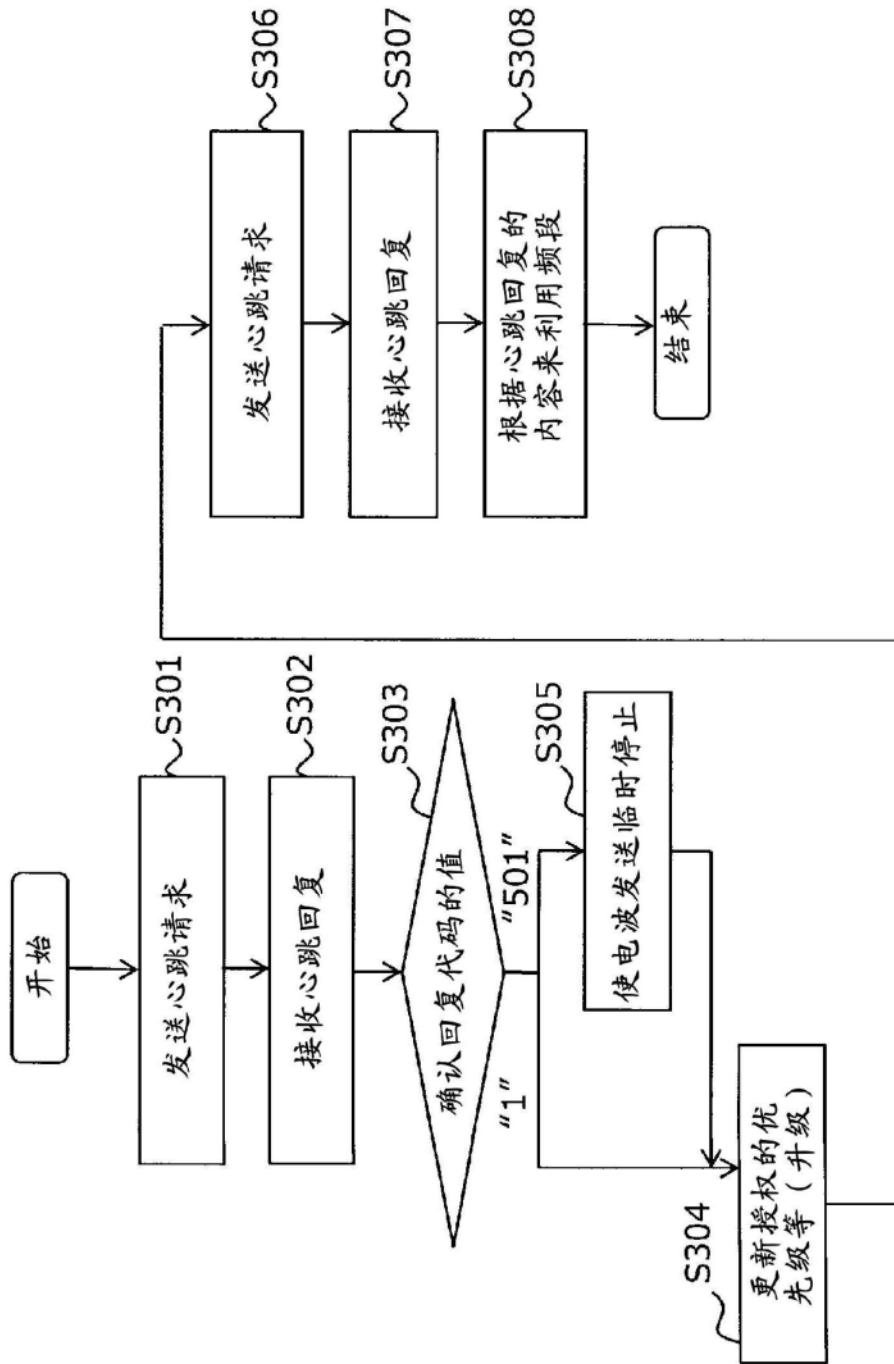 开始
发送心跳请求
S301
接收心跳回复
S302
确认回复代码的值
S303
“1”
“501”
使电波发送临时停止
S305
更新授权的优
先级等（升级）
S304
发送心跳请求
S306
接收心跳回复
S307
根据心跳回复的
内容来利用频段
S308
结束